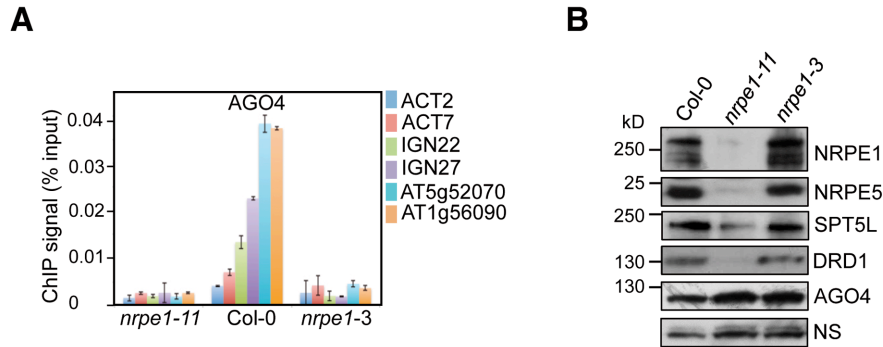 A
AGO4
ChIP signal (% input)
0.04
0.03
0.02
0.01
0
nrpe1-11 Col-0 nrpe1-3
ACT2
ACT7
IGN22
IGN27
AT5g52070
AT1g56090
B
Col-0 nrpe1-11 nrpe1-3
kD
250 NRPE1
25 NRPE5
250 SPT5L
130 DRD1
130 AGO4
NS